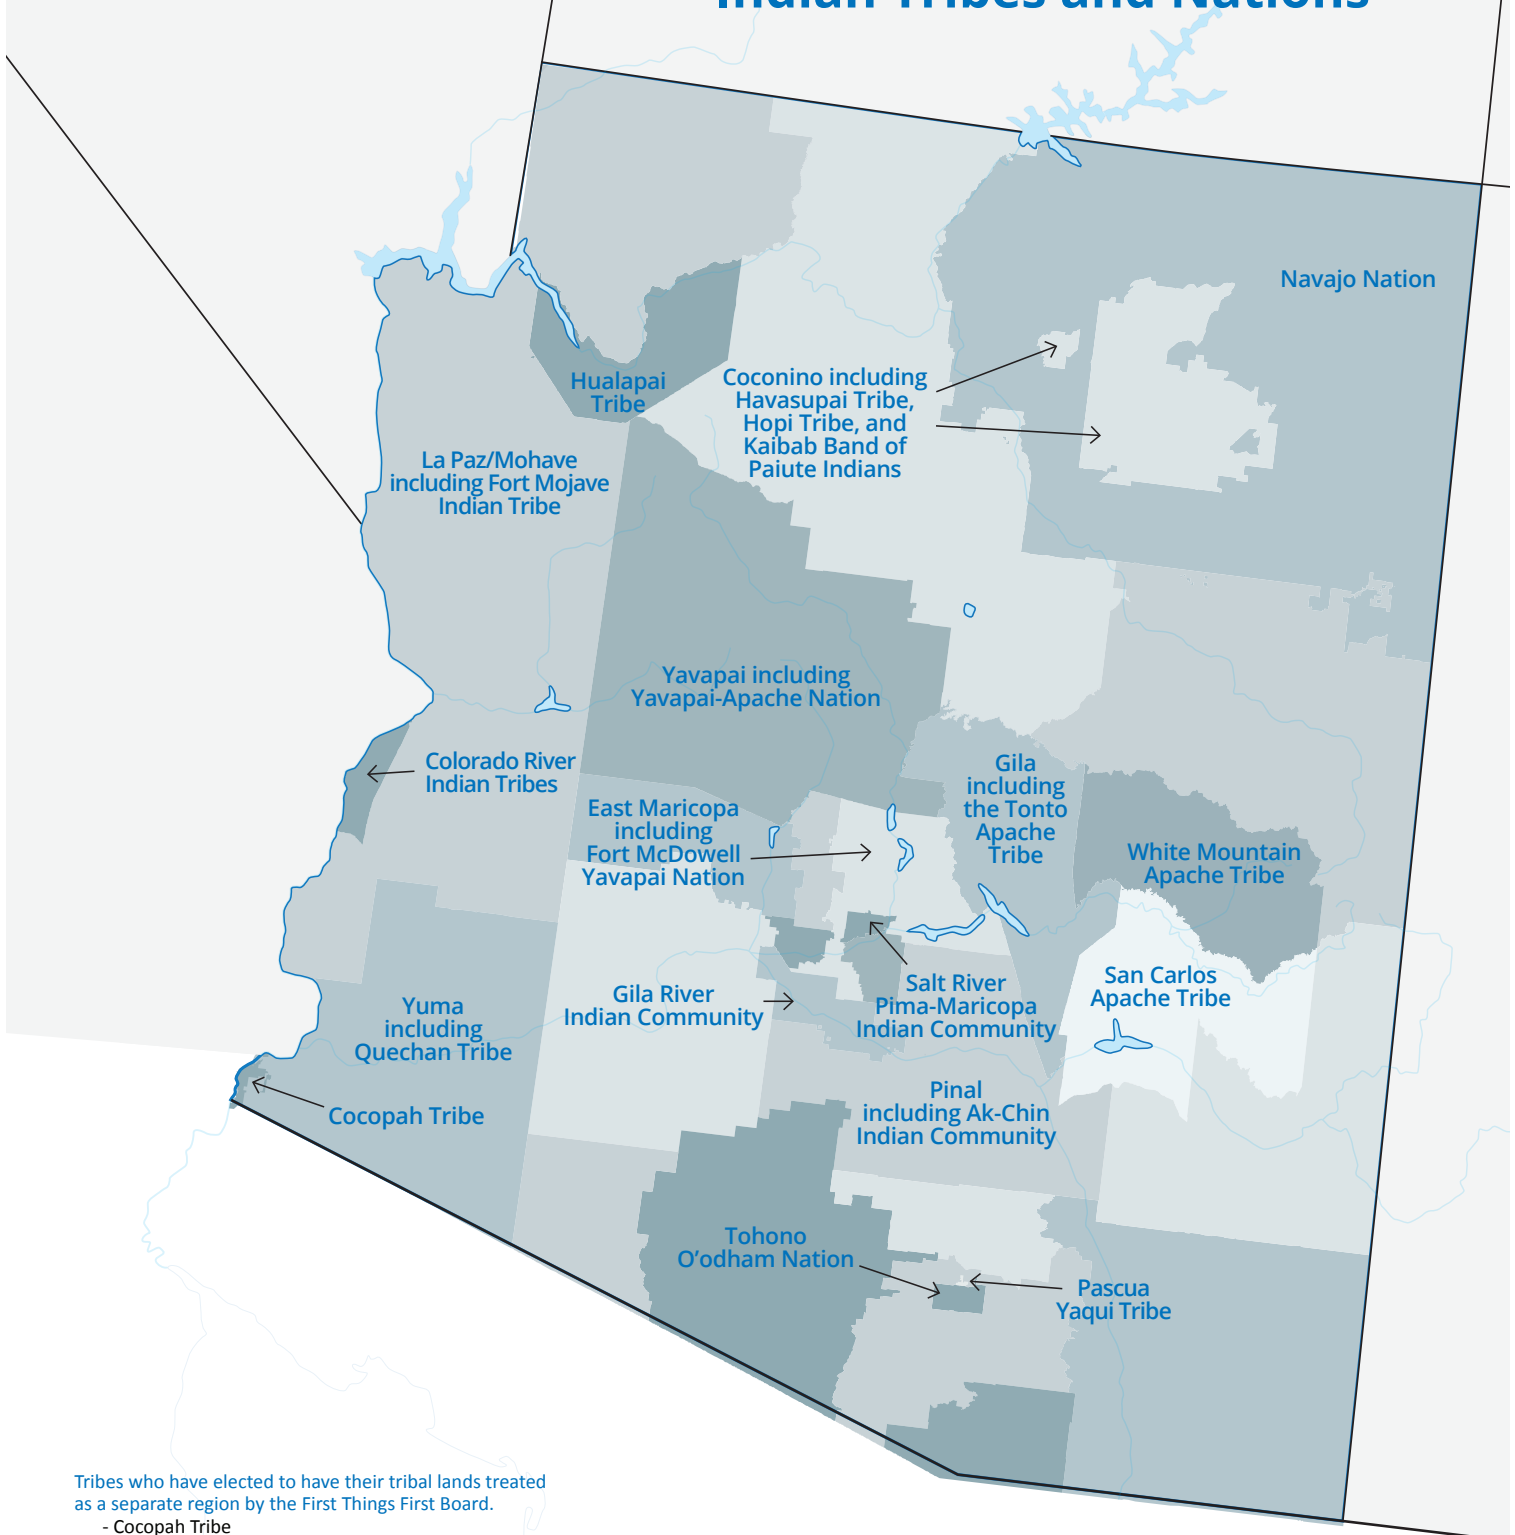 Indian Tribes and Nations
Navajo Nation
Hualapai
Tribe
Coconino including
Havasupai Tribe,
Hopi Tribe, and
Kaibab Band of
Paiute Indians
La Paz/Mohave
including Fort Mojave
Indian Tribe
Yavapai including
Yavapai-Apache Nation
Colorado River
Indian Tribes
East Maricopa
including
Fort McDowell
Yavapai Nation
Gila
including
the Tonto
Apache
Tribe
White Mountain
Apache Tribe
San Carlos
Apache Tribe
Salt River
Pima-Maricopa
Indian Community
Gila River
Indian Community
Yuma
including
Quechan Tribe
Cocopah Tribe
Pinal
including Ak-Chin
Indian Community
Tohono
O’odham Nation
Pascua
Yaqui Tribe
Tribes who have elected to have their tribal lands treated
as a separate region by the First Things First Board.
- Cocopah Tribe